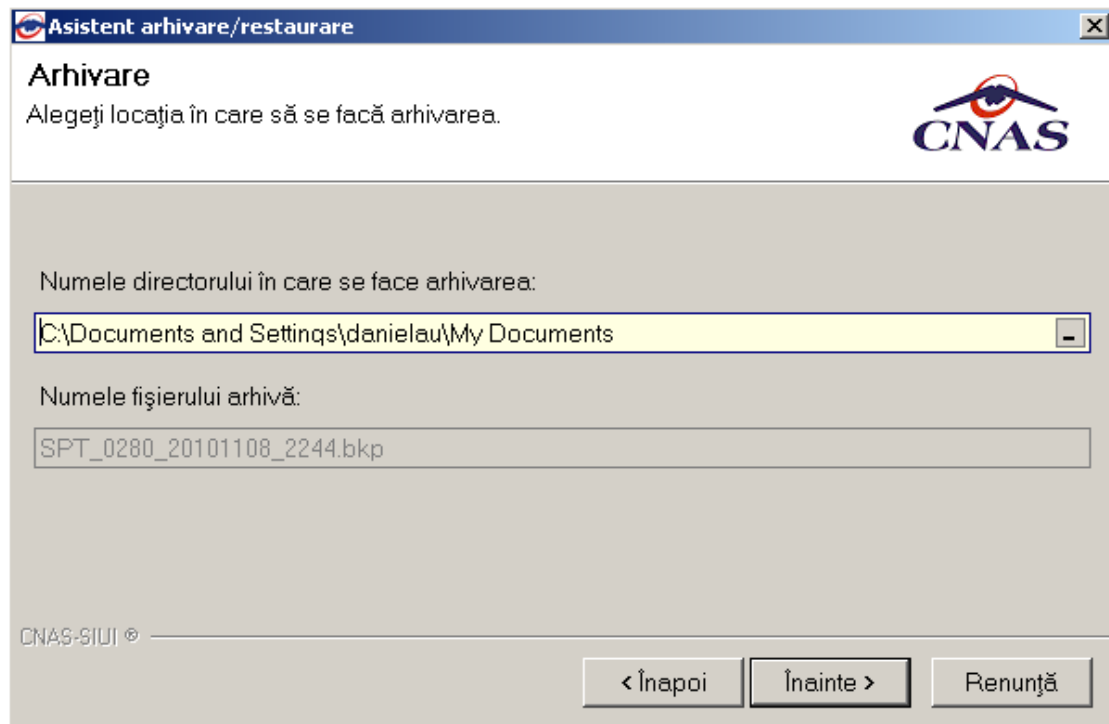 Asistent arhivare/restaurare
Arhivare
Alegeţi locaţia în care să se facă arhivarea.
CNAS
Numele directorului în care se face arhivarea:
C:\Documents and Settings\danielau\My Documents
Numele fişierului arhivă:
SPT_0280_20101108_2244.bkp
CNAS-SIUI ®
< Înapoi Înainte > Renunţă